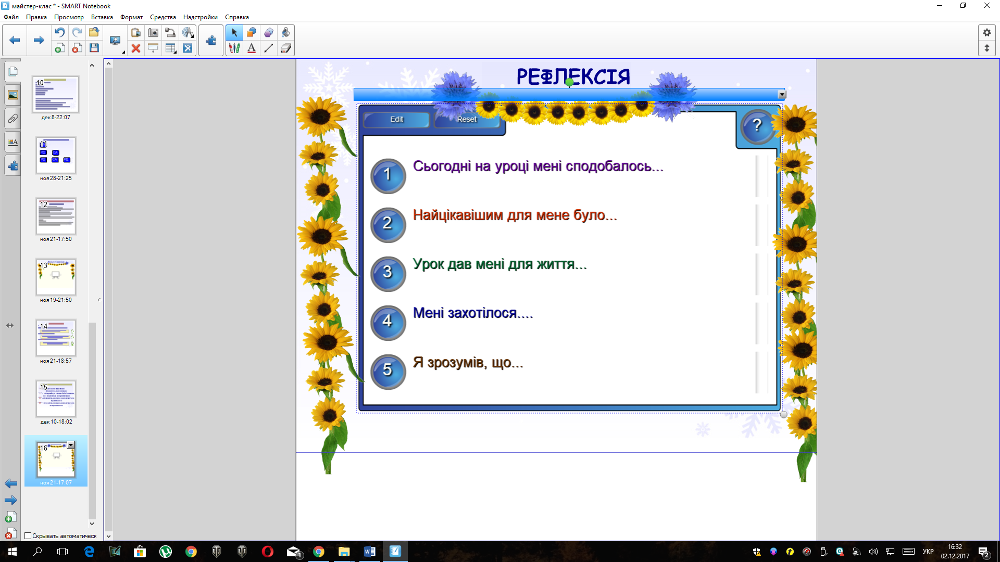 майстер-клас * - SMART Notebook
Файл Правка Просмотр Вставка Формат Средства Надстройки Справка
РЕФЛЕКСІЯ
Edit Reset ?
1 Сьогодні на уроці мені сподобалось...
2 Найцікавішим для мене було...
3 Урок дав мені для життя...
4 Мені захотілося....
5 Я зрозумів, що...
10
дек 8-22:07
11
ноя 28-21:25
12
ноя 21-17:50
13
ноя 19-21:50
14
ноя 21-18:57
15
дек 10-18:02
16
ноя 21-17:07
Скрывать автоматическ
УКР
16:32
02.12.2017
1
2